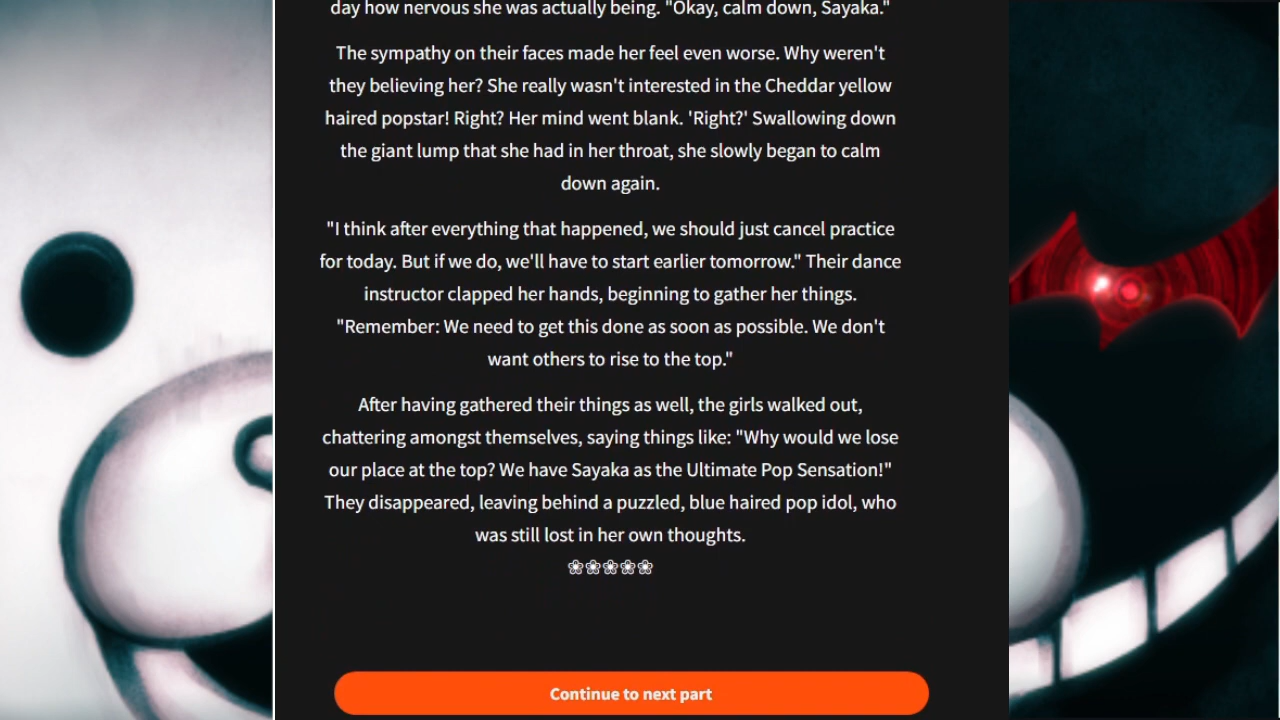 day how nervous she was actually being. "Okay, calm down, Sayaka."
The sympathy on their faces made her feel even worse. Why weren't
they believing her? She really wasn't interested in the Cheddar yellow
haired popstar! Right? Her mind went blank. 'Right?' Swallowing down
the giant lump that she had in her throat, she slowly began to calm
down again.
"I think after everything that happened, we should just cancel practice
for today. But if we do, we'll have to start earlier tomorrow." Their dance
instructor clapped her hands, beginning to gather her things.
"Remember: We need to get this done as soon as possible. We don't
want others to rise to the top."
After having gathered their things as well, the girls walked out,
chattering amongst themselves, saying things like: "Why would we lose
our place at the top? We have Sayaka as the Ultimate Pop Sensation!"
They disappeared, leaving behind a puzzled, blue haired pop idol, who
was still lost in her own thoughts.
❀❀❀❀❀
Continue to next part